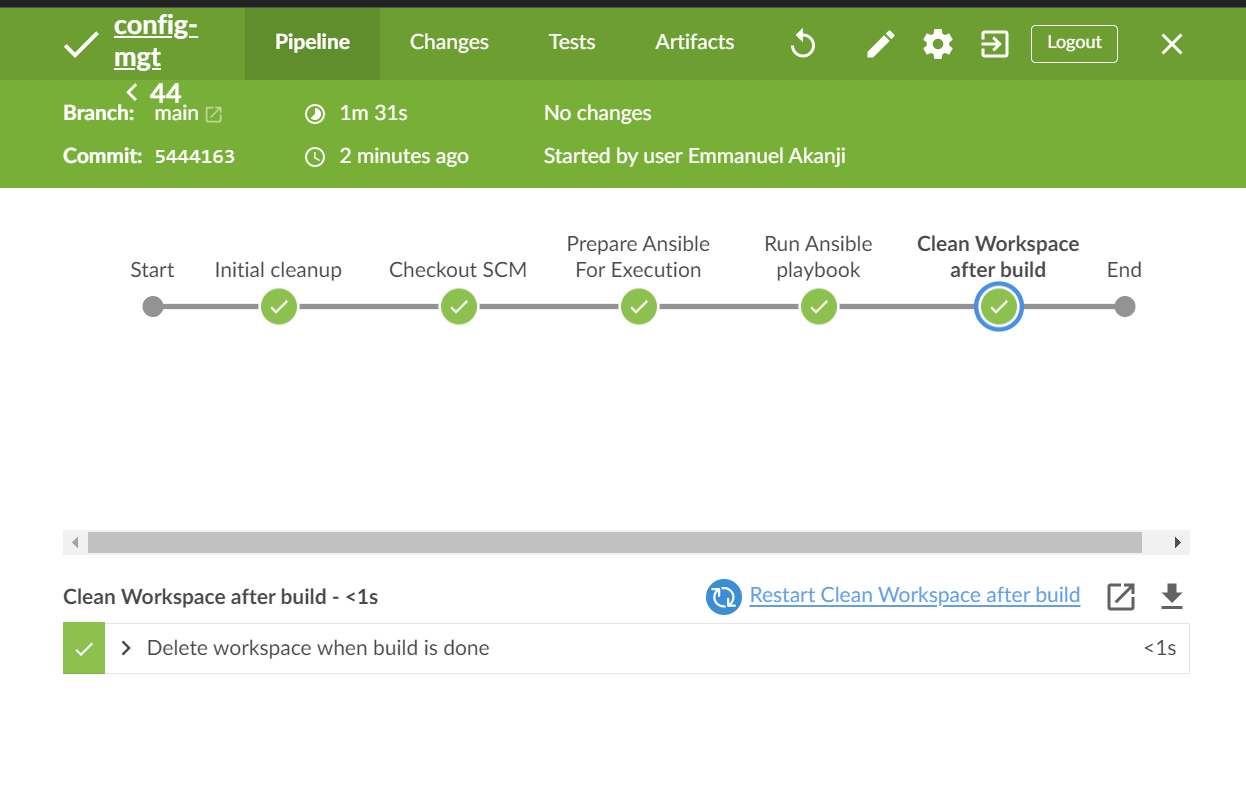 config-
mgt
< 44
Pipeline
Changes
Tests
Artifacts
Logout
Branch: main
1m 31s
No changes
Commit: 5444163
2 minutes ago
Started by user Emmanuel Akanji
Start
Initial cleanup
Checkout SCM
Prepare Ansible
For Execution
Run Ansible
playbook
Clean Workspace
after build
End
Clean Workspace after build - <1s
Restart Clean Workspace after build
Delete workspace when build is done
<1s